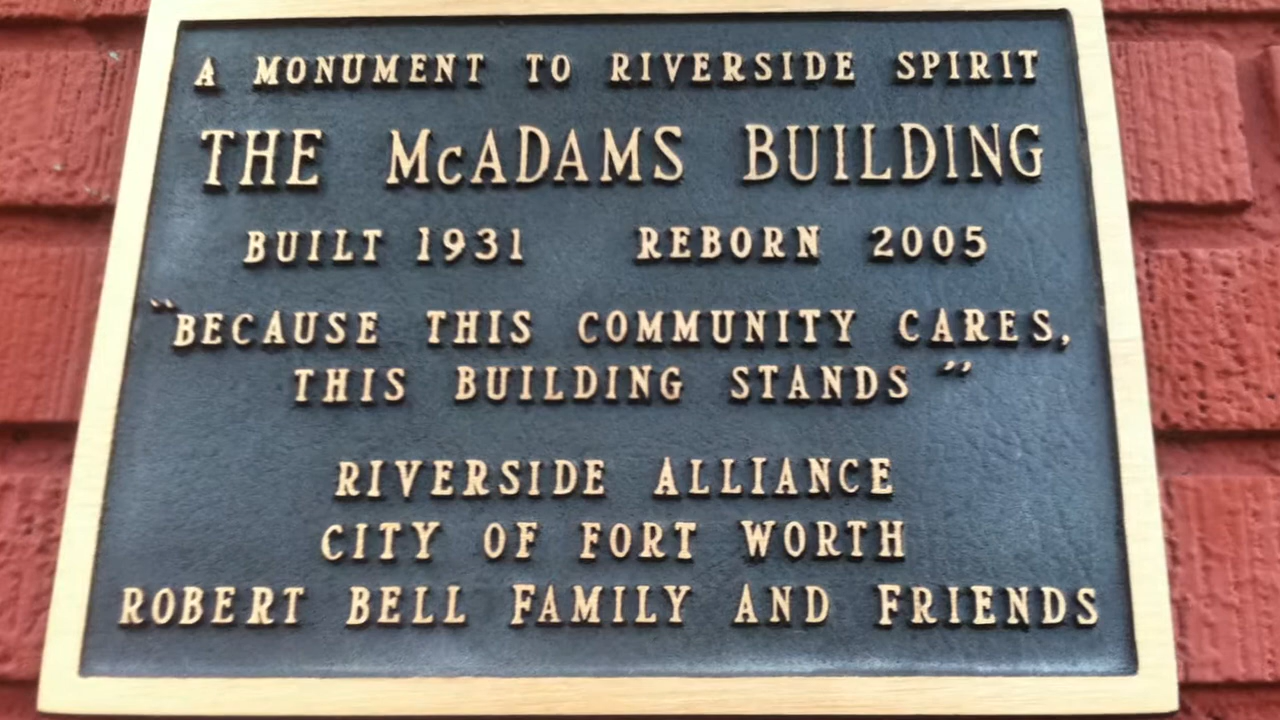 A MONUMENT TO RIVERSIDE SPIRIT
THE McADAMS BUILDING
BUILT 1931 REBORN 2005
"BECAUSE THIS COMMUNITY CARES,
THIS BUILDING STANDS"
RIVERSIDE ALLIANCE
CITY OF FORT WORTH
ROBERT BELL FAMILY AND FRIENDS